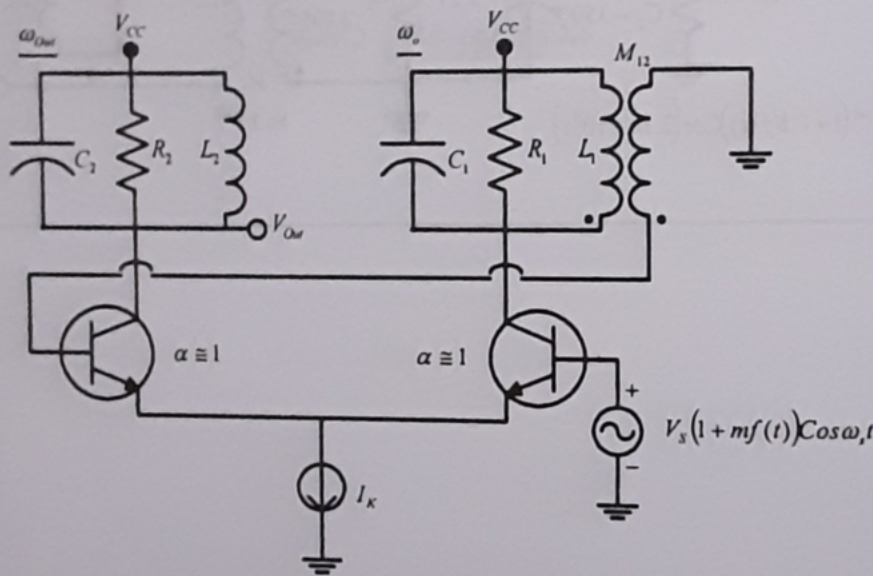 ω_Out V_CC ω_o V_CC M_12
C_2 R_2 L_2 C_1 R_1 L_1
V_Out
α ≅ 1 α ≅ 1
+
V_S(1 + mf(t))Cosω_s t
−
I_K